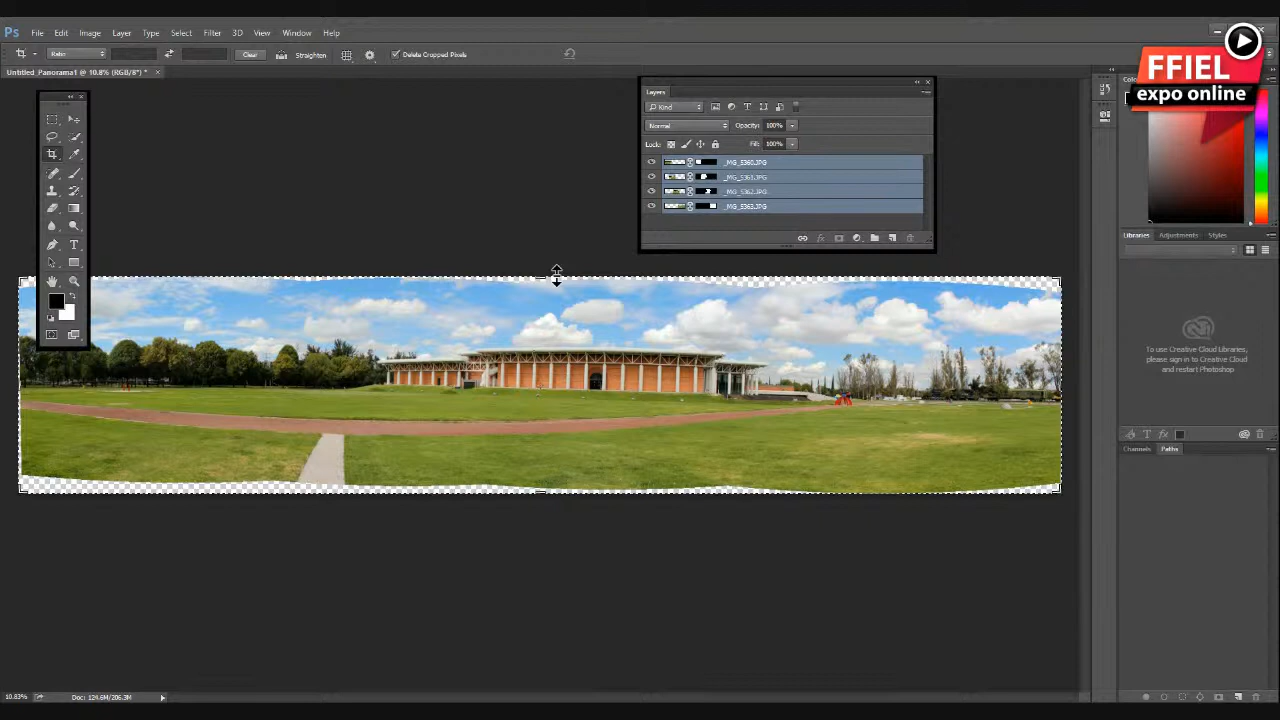 Ps File Edit Image Layer Type Select Filter 3D View Window Help
Ratio Clear Straighten Delete Cropped Pixels
Untitled_Panorama1 @ 10.8% (RGB/8*) * ×
FFIEL
expo online
Layers
Kind
Normal Opacity: 100%
Lock: Fill: 100%
_MG_5360.JPG
_MG_5361.JPG
_MG_5362.JPG
_MG_5363.JPG
Libraries Adjustments Styles
To use Creative Cloud Libraries,
please sign in to Creative Cloud
and restart Photoshop
Channels Paths
10.83% Doc: 124.6M/206.3M